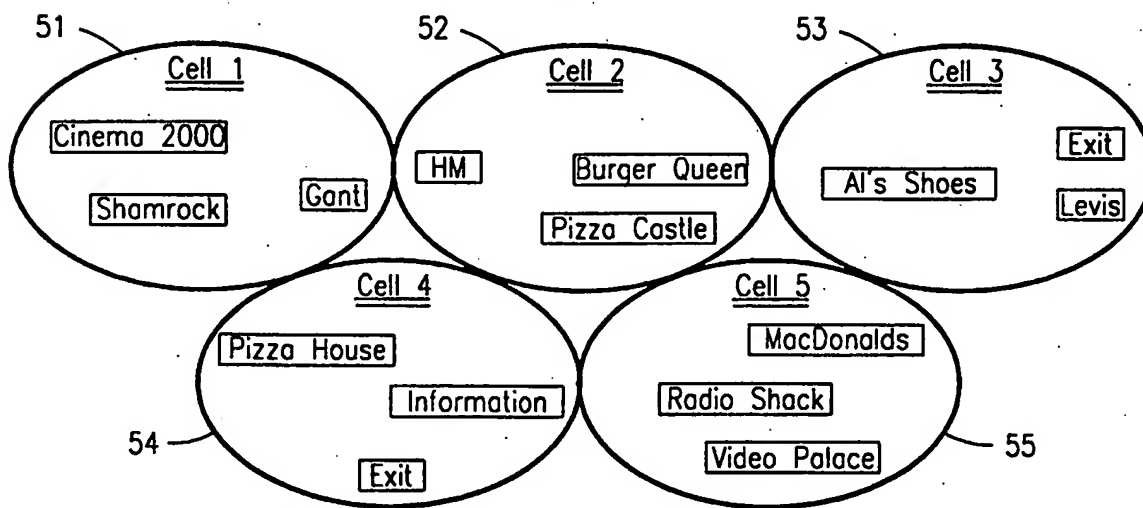 51
52
53
Cell 1
Cell 2
Cell 3
Cinema 2000
Shamrock
Gant
HM
Burger Queen
Pizza Castle
Al's Shoes
Exit
Levis
Cell 4
Cell 5
Pizza House
Information
Exit
MacDonalds
Radio Shack
Video Palace
54
55